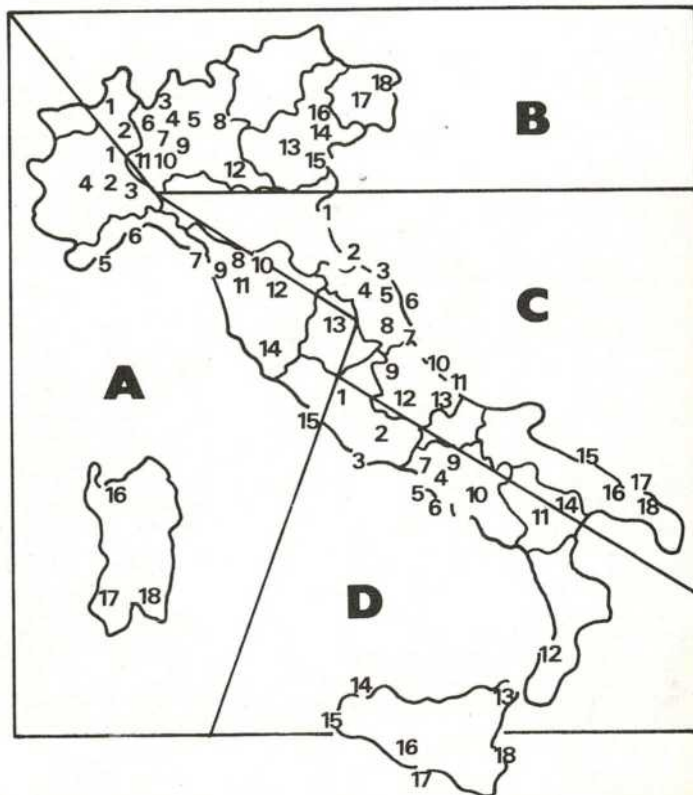 1 3 18
2 6 4 5 8 16 17 B
1 7 9 14
11 10 13
4 2 3 12 15
6 1
5 7 8 10 2 3
9 11 12 4 5 6 C
13 8 7
14 9 10
A 1 12 13 11
15 2
3 7 9 15
4 16 17
16 5 6 10 14 18
11
17 18 D
12
14 13
15
16 18
17